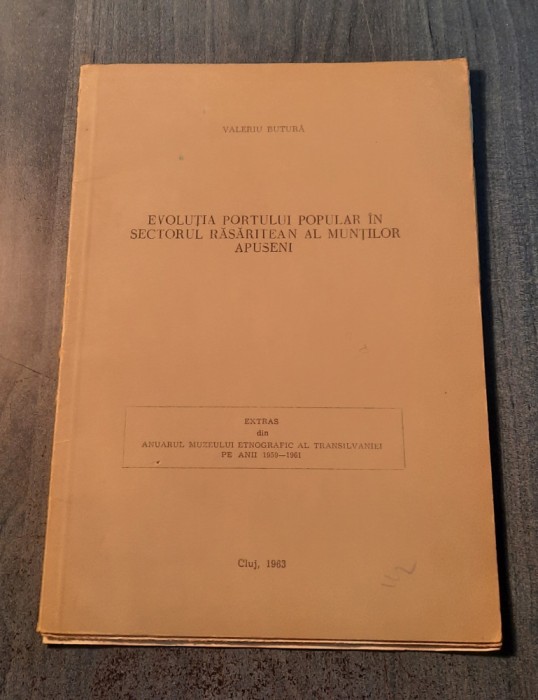 VALERIU BUTURĂ
EVOLUȚIA PORTULUI POPULAR ÎN
SECTORUL RĂSĂRITEAN AL MUNȚILOR
APUSENI
EXTRAS
din
ANUARUL MUZEULUI ETNOGRAFIC AL TRANSILVANIEI
PE ANII 1959—1961
Cluj, 1963